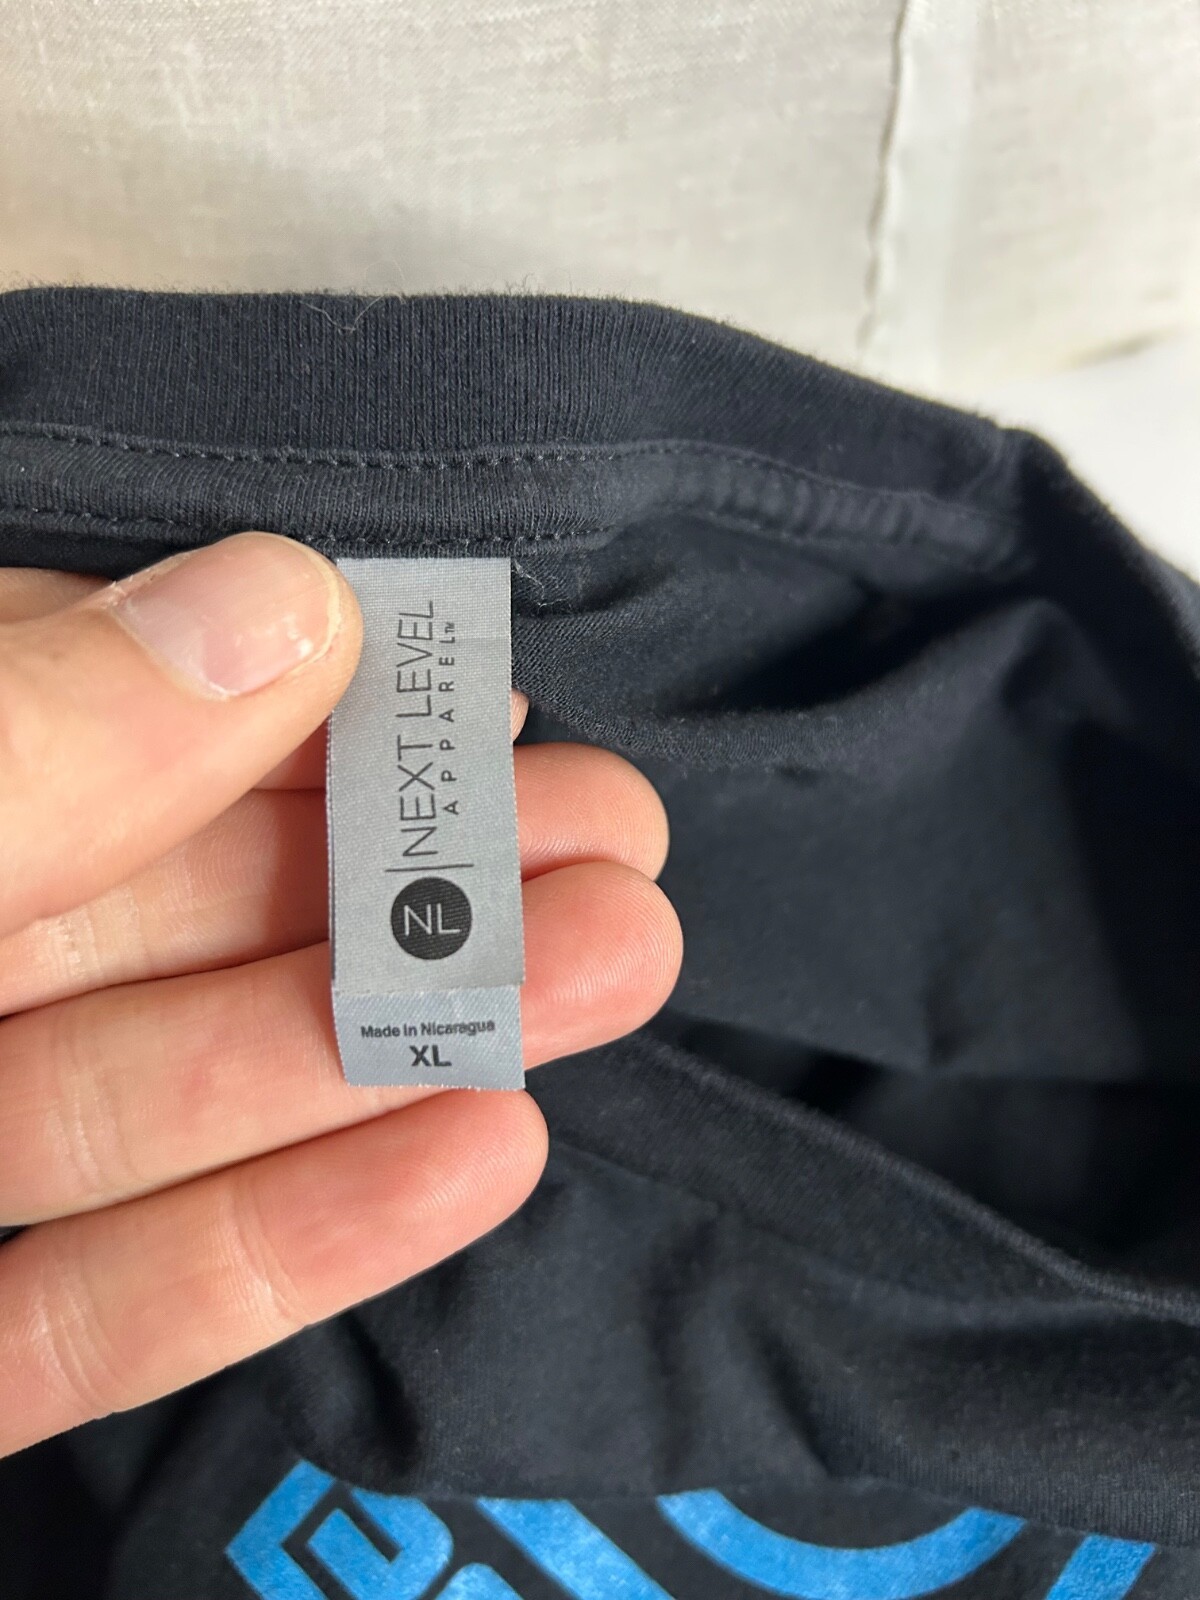 NEXT LEVEL
APPAREL™
NL
Made in Nicaragua
XL